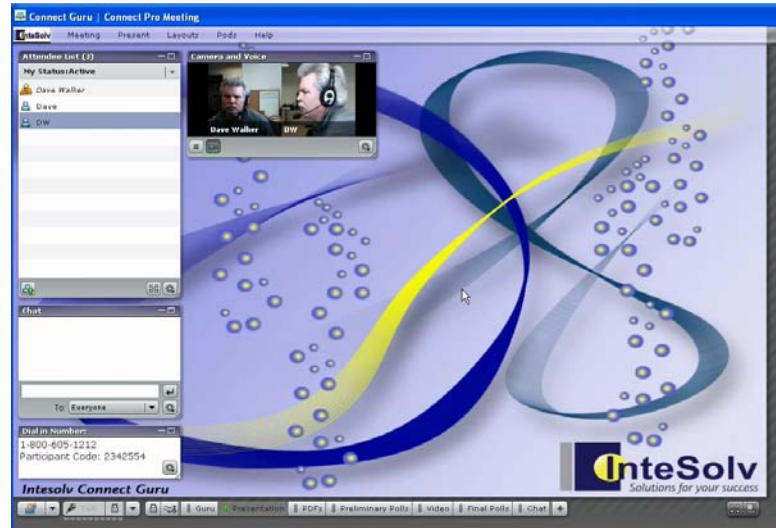 Connect Guru | Connect Pro Meeting
InteSolv Meeting Present Layouts Pods Help
Attendee List (3)
My Status:Active
Dave Walker
Dave
DW
Camera and Voice
Dave Walker DW
Chat
To: Everyone
Dial in Number:
1-800-605-1212
Participant Code: 2342554
Intesolv Connect Guru
InteSolv
Solutions for your success
Guru Presentation PDFs Preliminary Polls Video Final Polls Chat